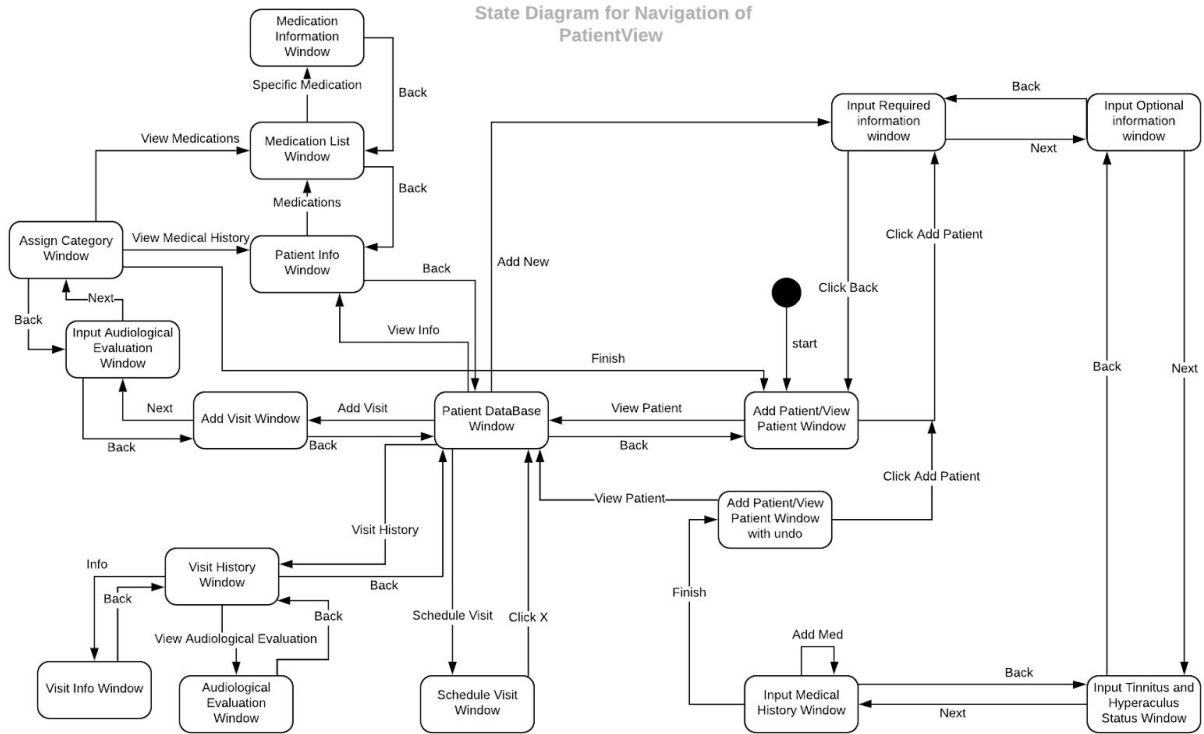 State Diagram for Navigation of
PatientView
Medication
Information
Window
Specific Medication
Back
View Medications
Medication List
Window
Back
Medications
Assign Category
Window
View Medical History
Patient Info
Window
Back
Add New
Next
Back
Input Audiological
Evaluation
Window
View Info
Finish
Next
Add Visit Window
Add Visit
Patient DataBase
Window
View Patient
Add Patient/View
Patient Window
Back
Back
Back
start
Click Back
Click Add Patient
Input Required
information
window
Back
Next
Input Optional
information
window
Back
Next
Click Add Patient
View Patient
Add Patient/View
Patient Window
with undo
Visit History
Info
Visit History
Window
Back
Back
Back
View Audiological Evaluation
Visit Info Window
Audiological
Evaluation
Window
Schedule Visit
Click X
Schedule Visit
Window
Finish
Add Med
Input Medical
History Window
Back
Next
Input Tinnitus and
Hyperaculus
Status Window